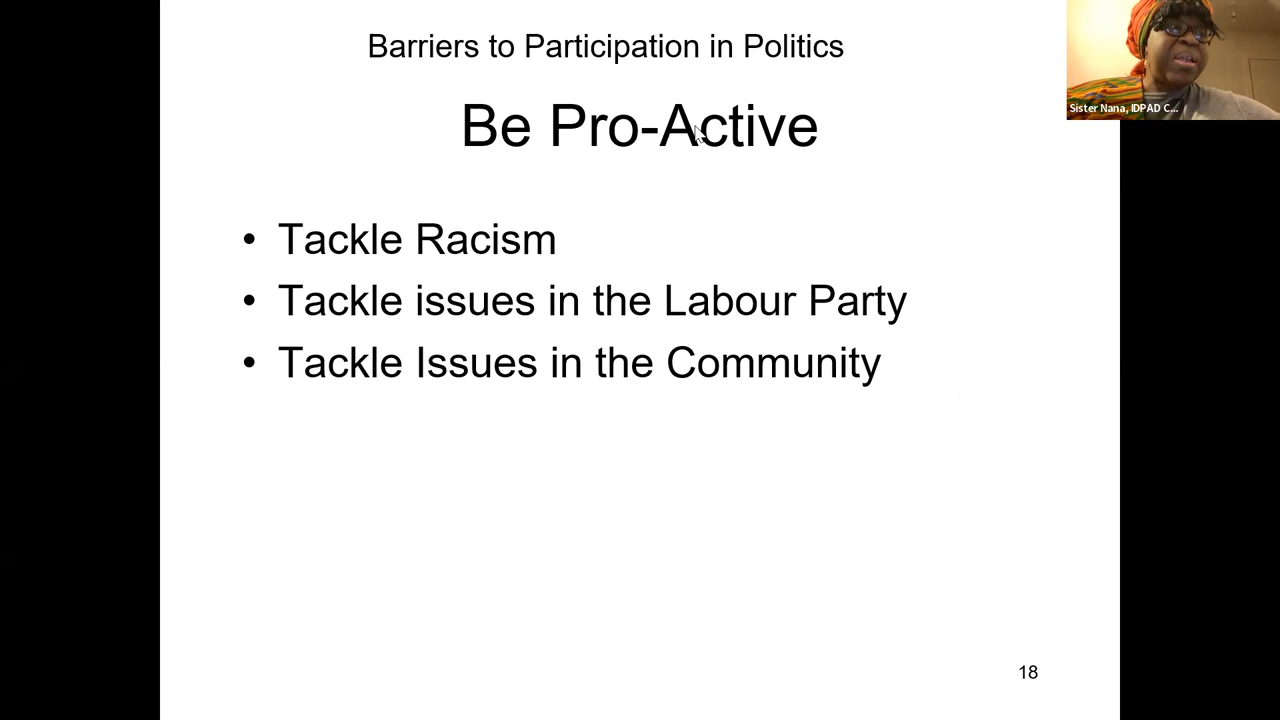 Barriers to Participation in Politics
Be Pro-Active
• Tackle Racism
• Tackle issues in the Labour Party
• Tackle Issues in the Community
18
Sister Nana, IDPAD C...